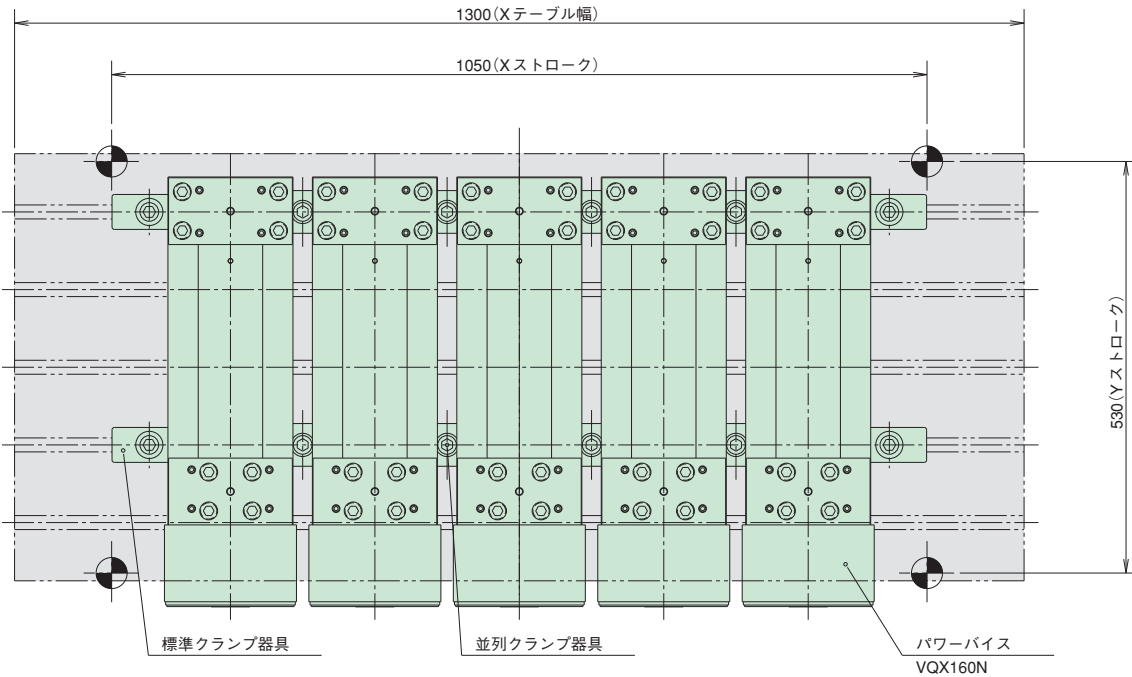 1300(Xテーブル幅)
1050(Xストローク)
530(Yストローク)
標準クランプ器具
並列クランプ器具
パワーバイス
VQX160N